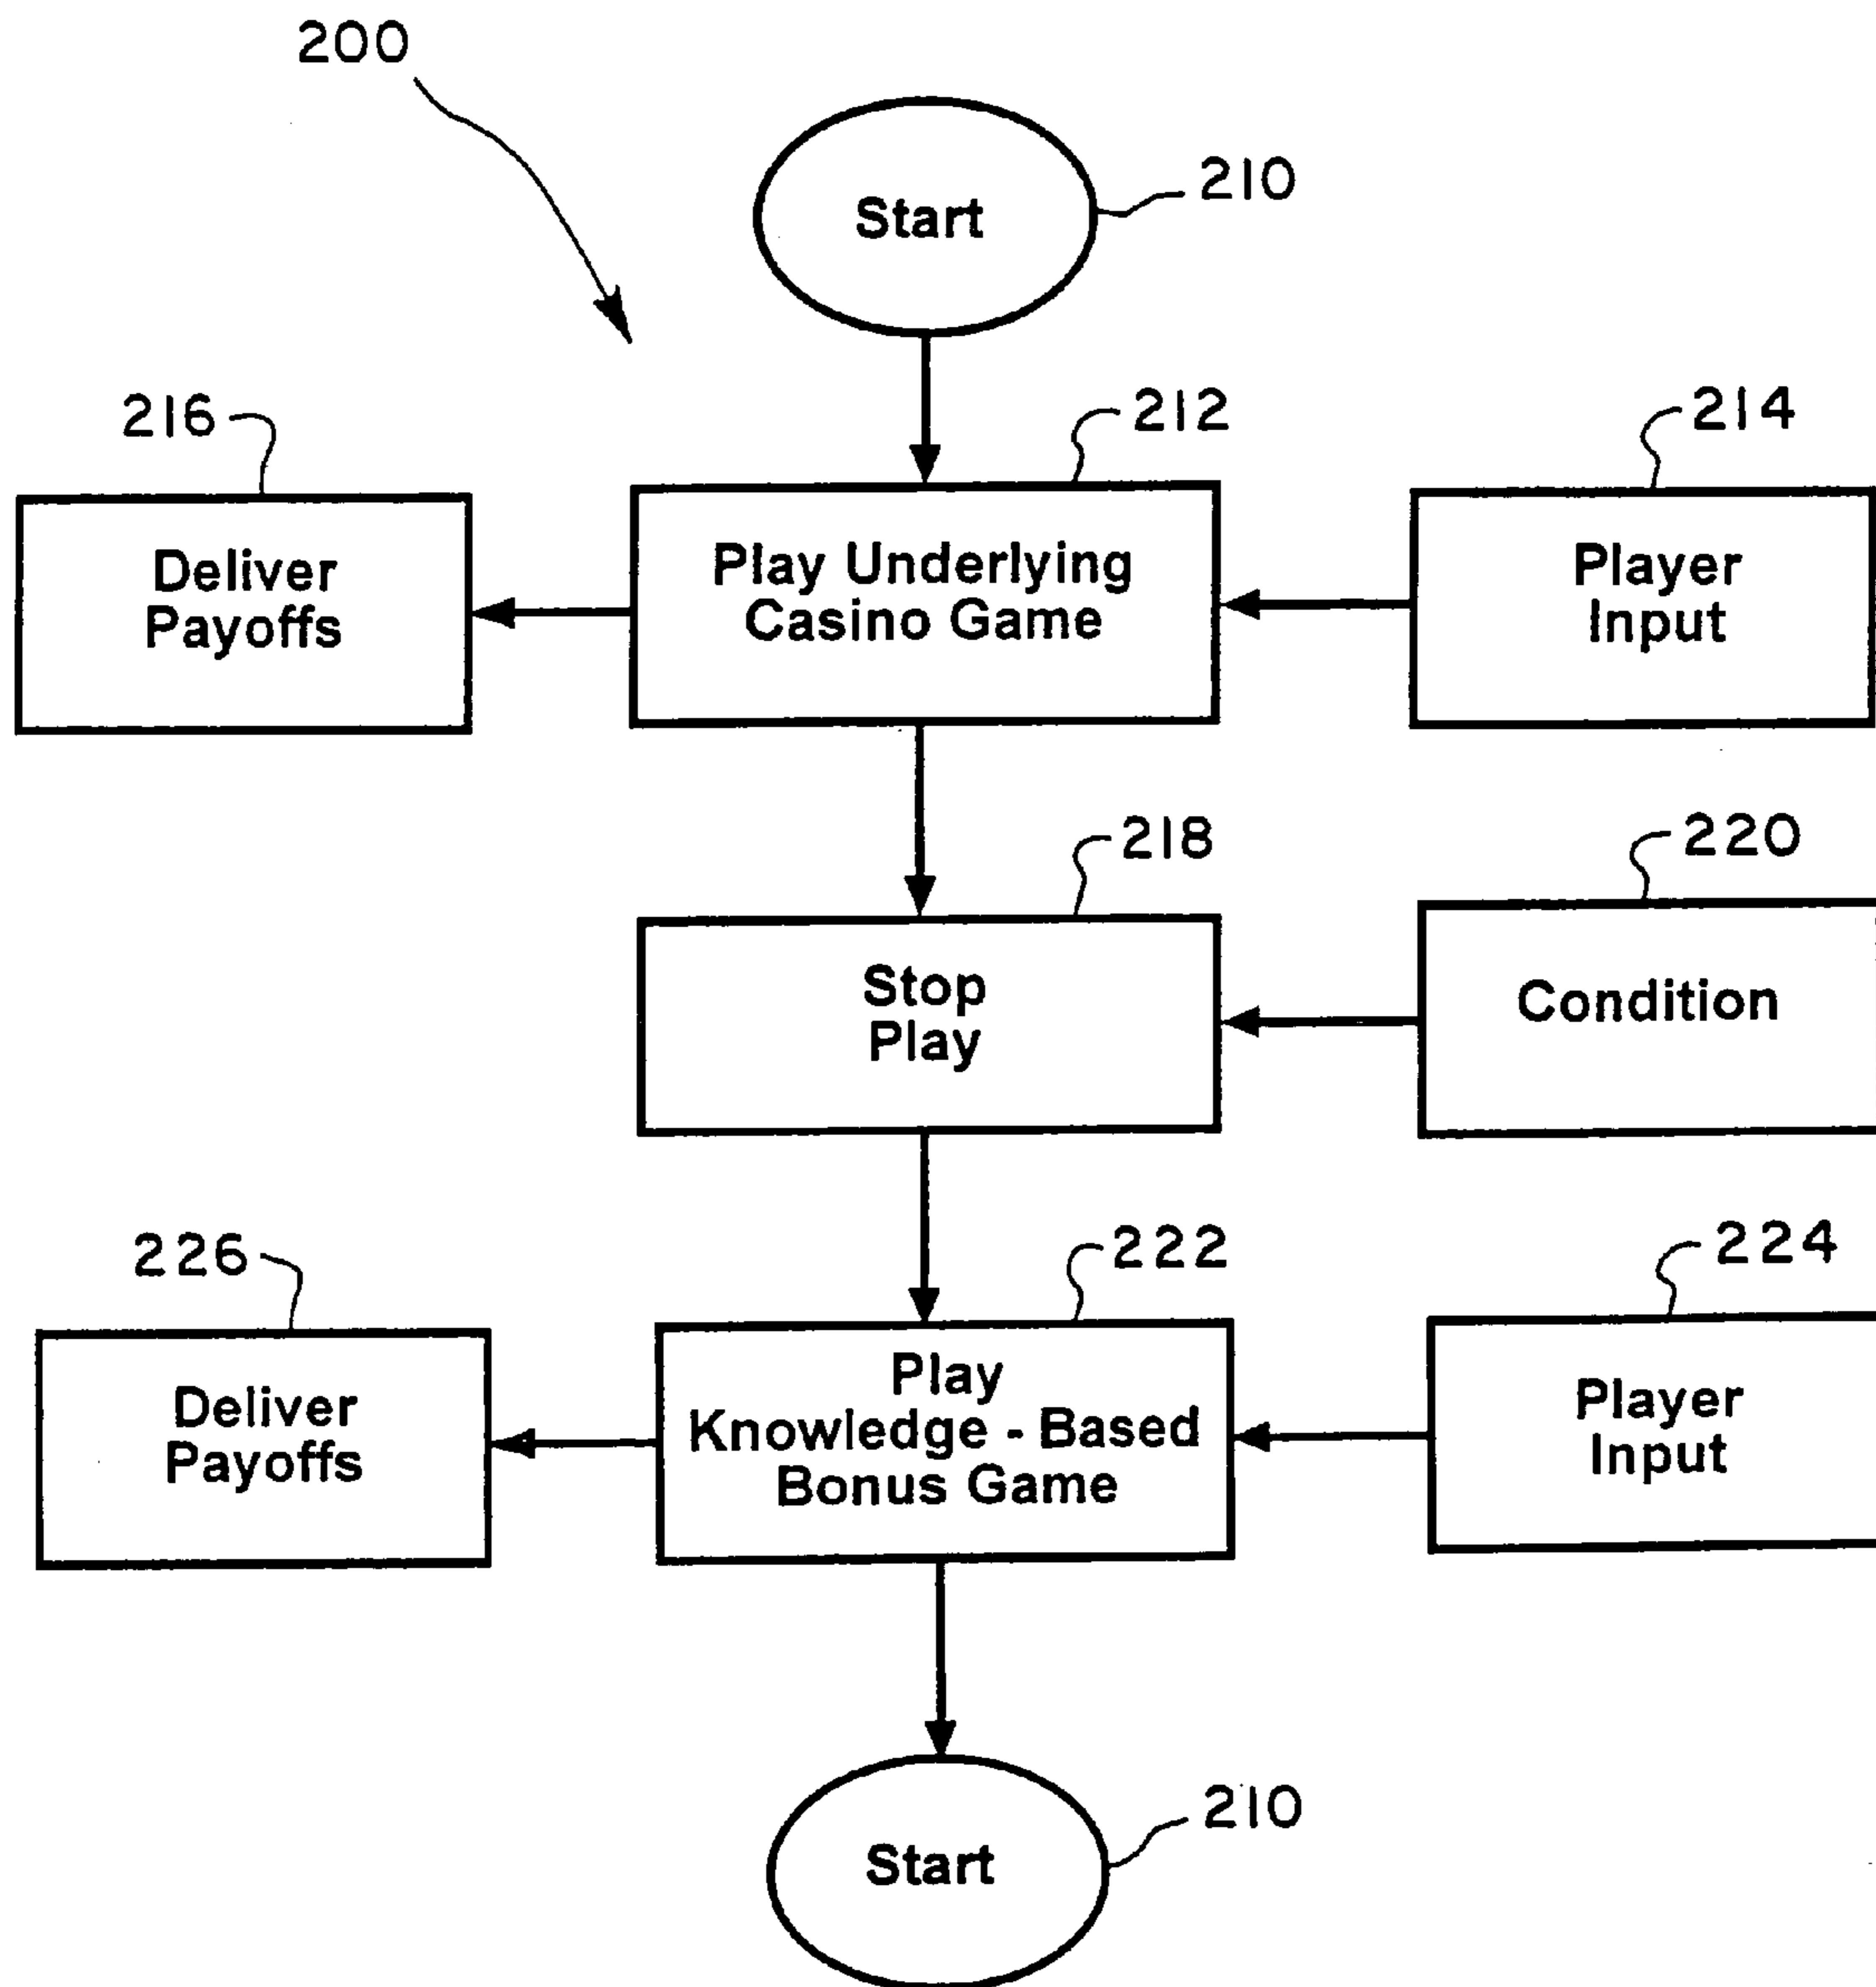 200
Start
210
216
212
214
Deliver
Payoffs
Play Underlying
Casino Game
Player
Input
218
220
Stop
Play
Condition
226
222
224
Deliver
Payoffs
Play
Knowledge - Based
Bonus Game
Player
Input
210
Start